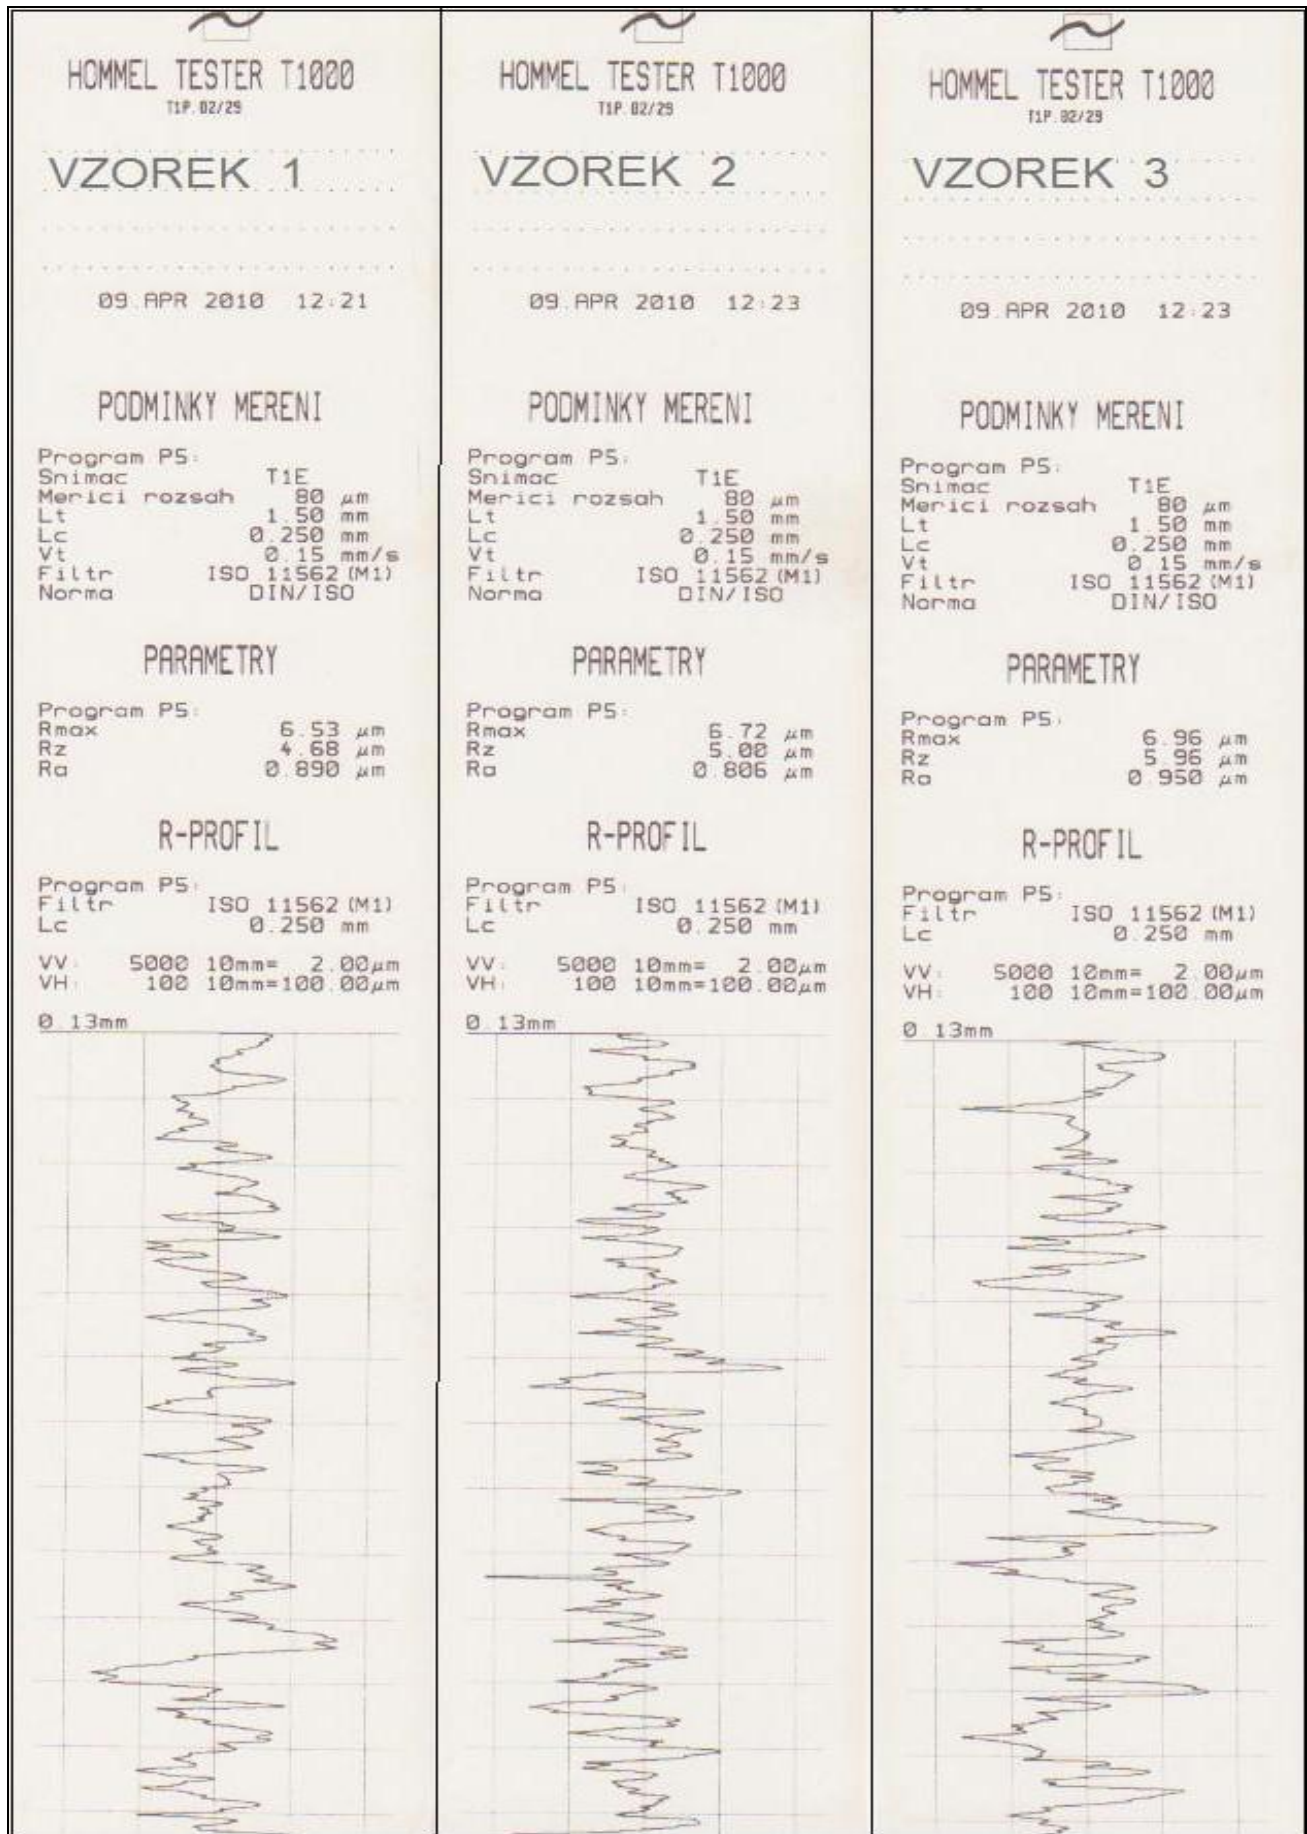 HOMMEL TESTER T1000
T1P.02/29
VZOREK 1
09.APR 2010 12:21
PODMINKY MERENI
Program P5:
Snimac T1E
Merici rozsah 80 µm
Lt 1.50 mm
Lc 0.250 mm
Vt 0.15 mm/s
Filtr ISO 11562(M1)
Norma DIN/ISO
PARAMETRY
Program P5:
Rmax 6.53 µm
Rz 4.68 µm
Ra 0.890 µm
R-PROFIL
Program P5:
Filtr ISO 11562(M1)
Lc 0.250 mm
VV: 5000 10mm= 2.00µm
VH: 100 10mm=100.00µm
0.13mm
HOMMEL TESTER T1000
T1P.02/29
VZOREK 2
09.APR 2010 12:23
PODMINKY MERENI
Program P5:
Snimac T1E
Merici rozsah 80 µm
Lt 1.50 mm
Lc 0.250 mm
Vt 0.15 mm/s
Filtr ISO 11562(M1)
Norma DIN/ISO
PARAMETRY
Program P5:
Rmax 6.72 µm
Rz 5.00 µm
Ra 0.806 µm
R-PROFIL
Program P5:
Filtr ISO 11562(M1)
Lc 0.250 mm
VV: 5000 10mm= 2.00µm
VH: 100 10mm=100.00µm
0.13mm
HOMMEL TESTER T1000
T1P.02/29
VZOREK 3
09.APR 2010 12:23
PODMINKY MERENI
Program P5:
Snimac T1E
Merici rozsah 80 µm
Lt 1.50 mm
Lc 0.250 mm
Vt 0.15 mm/s
Filtr ISO 11562(M1)
Norma DIN/ISO
PARAMETRY
Program P5:
Rmax 6.96 µm
Rz 5.96 µm
Ra 0.950 µm
R-PROFIL
Program P5:
Filtr ISO 11562(M1)
Lc 0.250 mm
VV: 5000 10mm= 2.00µm
VH: 100 10mm=100.00µm
0.13mm